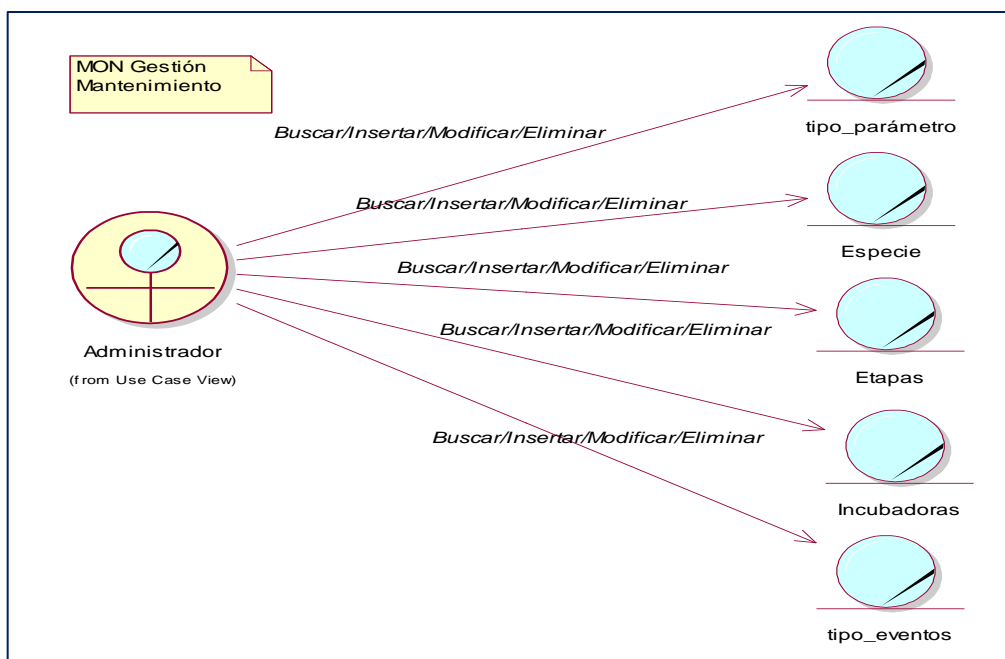 MON Gestión
Mantenimiento
Buscar/Insertar/Modificar/Eliminar
tipo_parámetro
Buscar/Insertar/Modificar/Eliminar
Especie
Buscar/Insertar/Modificar/Eliminar
Buscar/Insertar/Modificar/Eliminar
Administrador
(from Use Case View)
Etapas
Buscar/Insertar/Modificar/Eliminar
Incubadoras
tipo_eventos